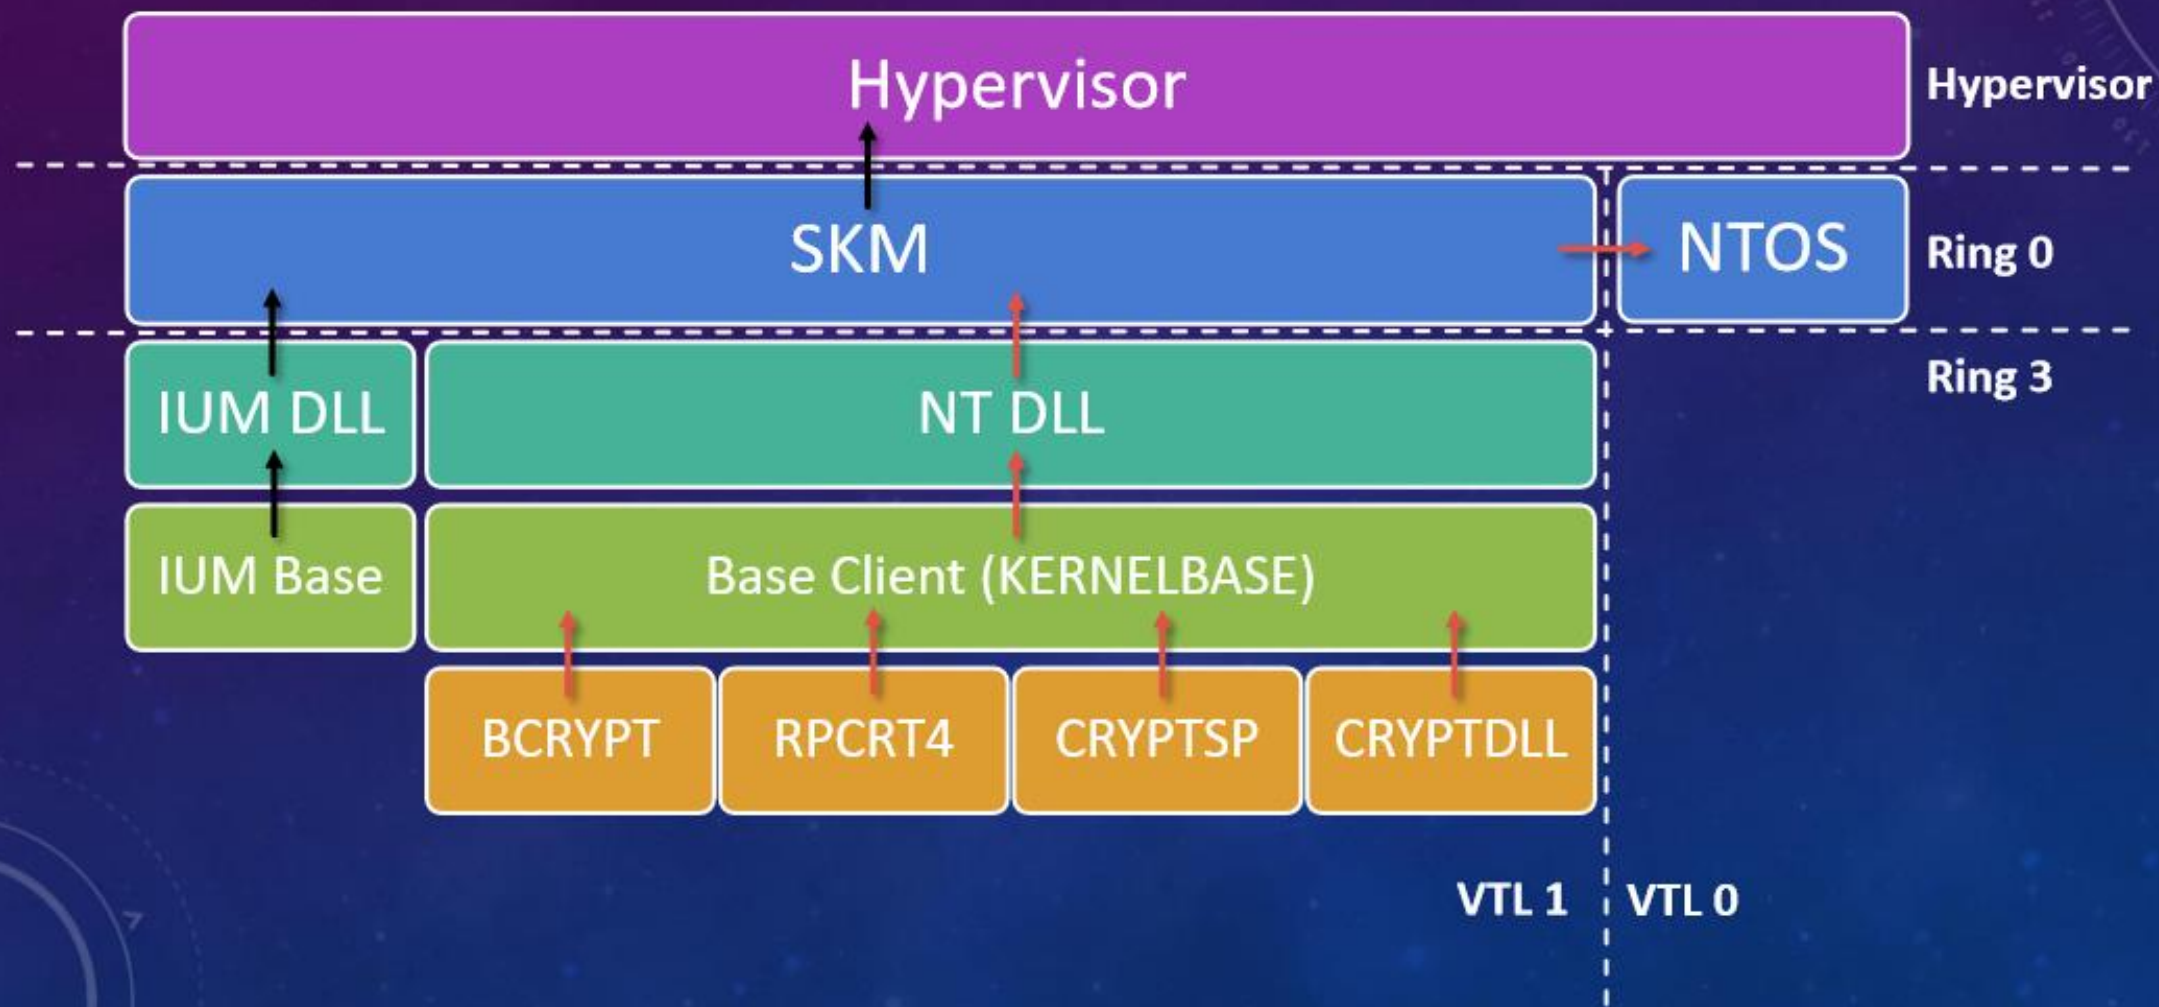 Hypervisor
Hypervisor
SKM
NTOS
Ring 0
Ring 3
IUM DLL
NT DLL
IUM Base
Base Client (KERNELBASE)
BCRYPT
RPCRT4
CRYPTSP
CRYPTDLL
VTL 1
VTL 0